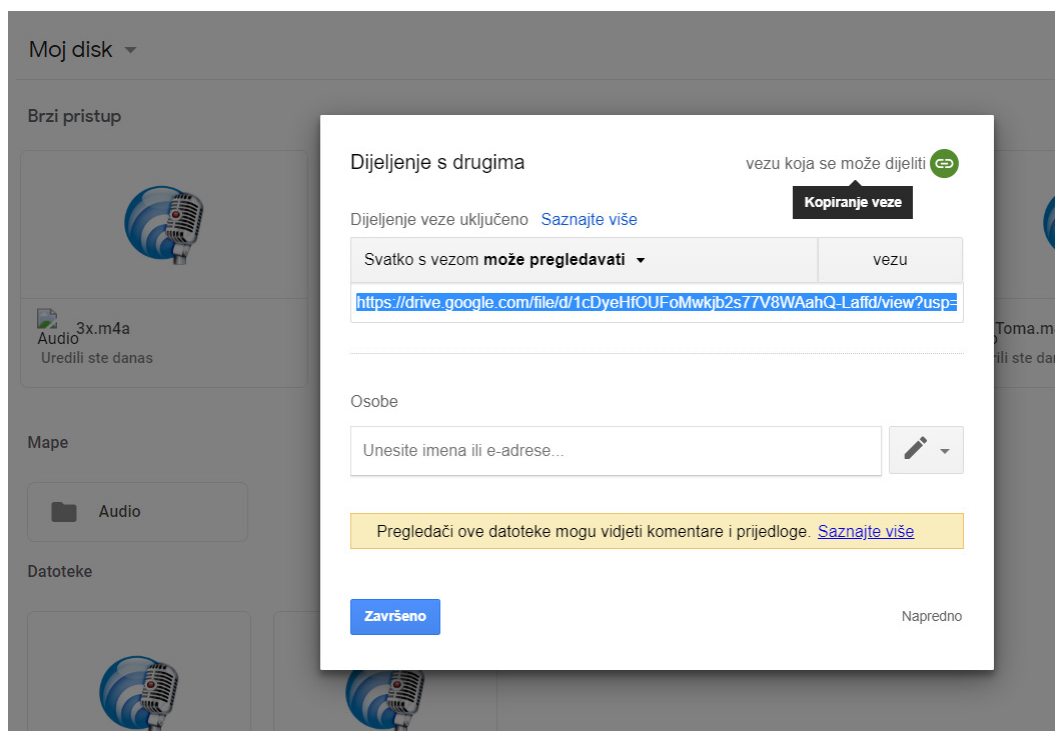 Moj disk
Brzi pristup
Dijeljenje s drugima
vezu koja se može dijeliti
Kopiranje veze
Dijeljenje veze uključeno Saznajte više
Svatko s vezom može pregledavati
vezu
https://drive.google.com/file/d/1cDyeHfOUFoMwkjb2s77V8WAahQ-Laffd/view?usp=
Audio 3x.m4a
Uredili ste danas
Toma.m
ili ste da
Osobe
Unesite imena ili e-adrese...
Mape
Audio
Pregledači ove datoteke mogu vidjeti komentare i prijedloge. Saznajte više
Datoteke
Završeno
Napredno